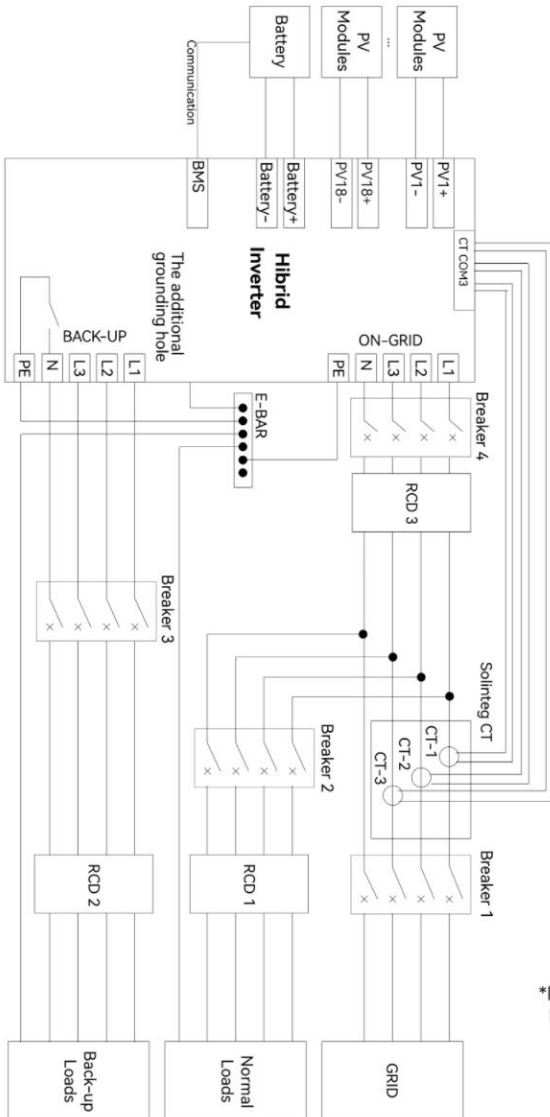 PV
Modules
...
PV
Modules
Battery
Communication
PV1+
PV1-
PV18+
PV18-
Battery+
Battery-
BMS
CT COM3
Hibrid
Inverter
The additional
grounding hole
ON-GRID
BACK-UP
L1
L2
L3
N
PE
L1
L2
L3
N
PE
E-BAR
Breaker 4
RCD 3
Breaker 3
Solinteg CT
CT-1
CT-2
CT-3
Breaker 2
Breaker 1
RCD 1
RCD 2
GRID
Normal
Loads
Back-up
Loads
*